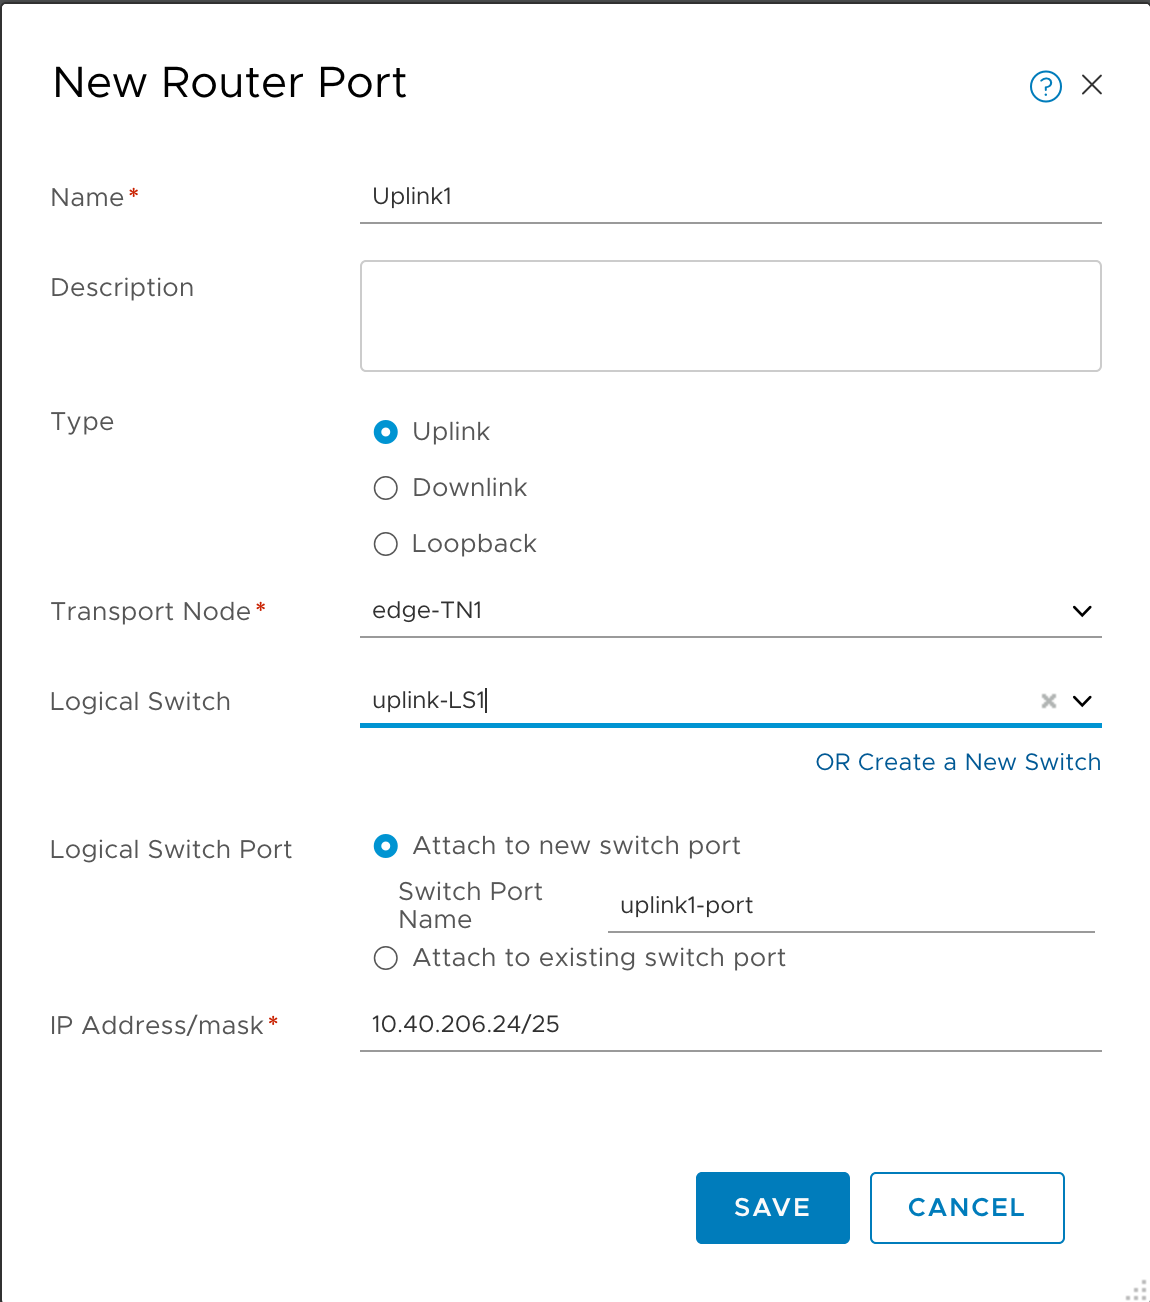 New Router Port
?
Name* Uplink1
Description
Type
Uplink
Downlink
Loopback
Transport Node* edge-TN1
Logical Switch uplink-LS1
OR Create a New Switch
Logical Switch Port
Attach to new switch port
Switch Port
Name
uplink1-port
Attach to existing switch port
IP Address/mask* 10.40.206.24/25
SAVE CANCEL